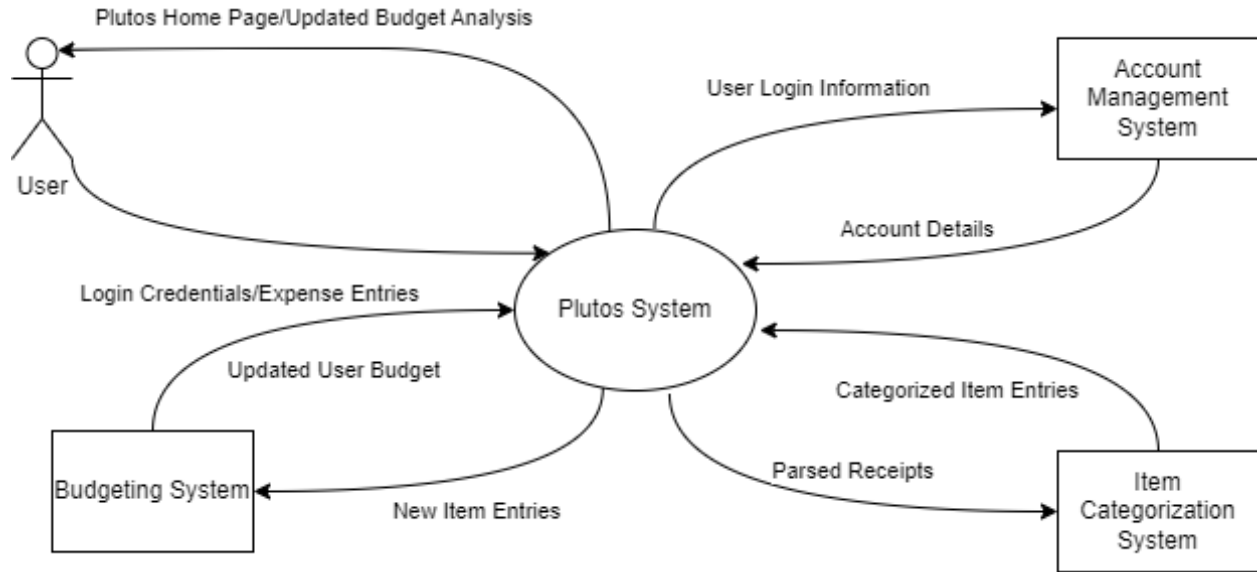 Plutos Home Page/Updated Budget Analysis
User Login Information
Account
Management
System
User
Account Details
Login Credentials/Expense Entries
Plutos System
Updated User Budget
Categorized Item Entries
Budgeting System
New Item Entries
Parsed Receipts
Item
Categorization
System